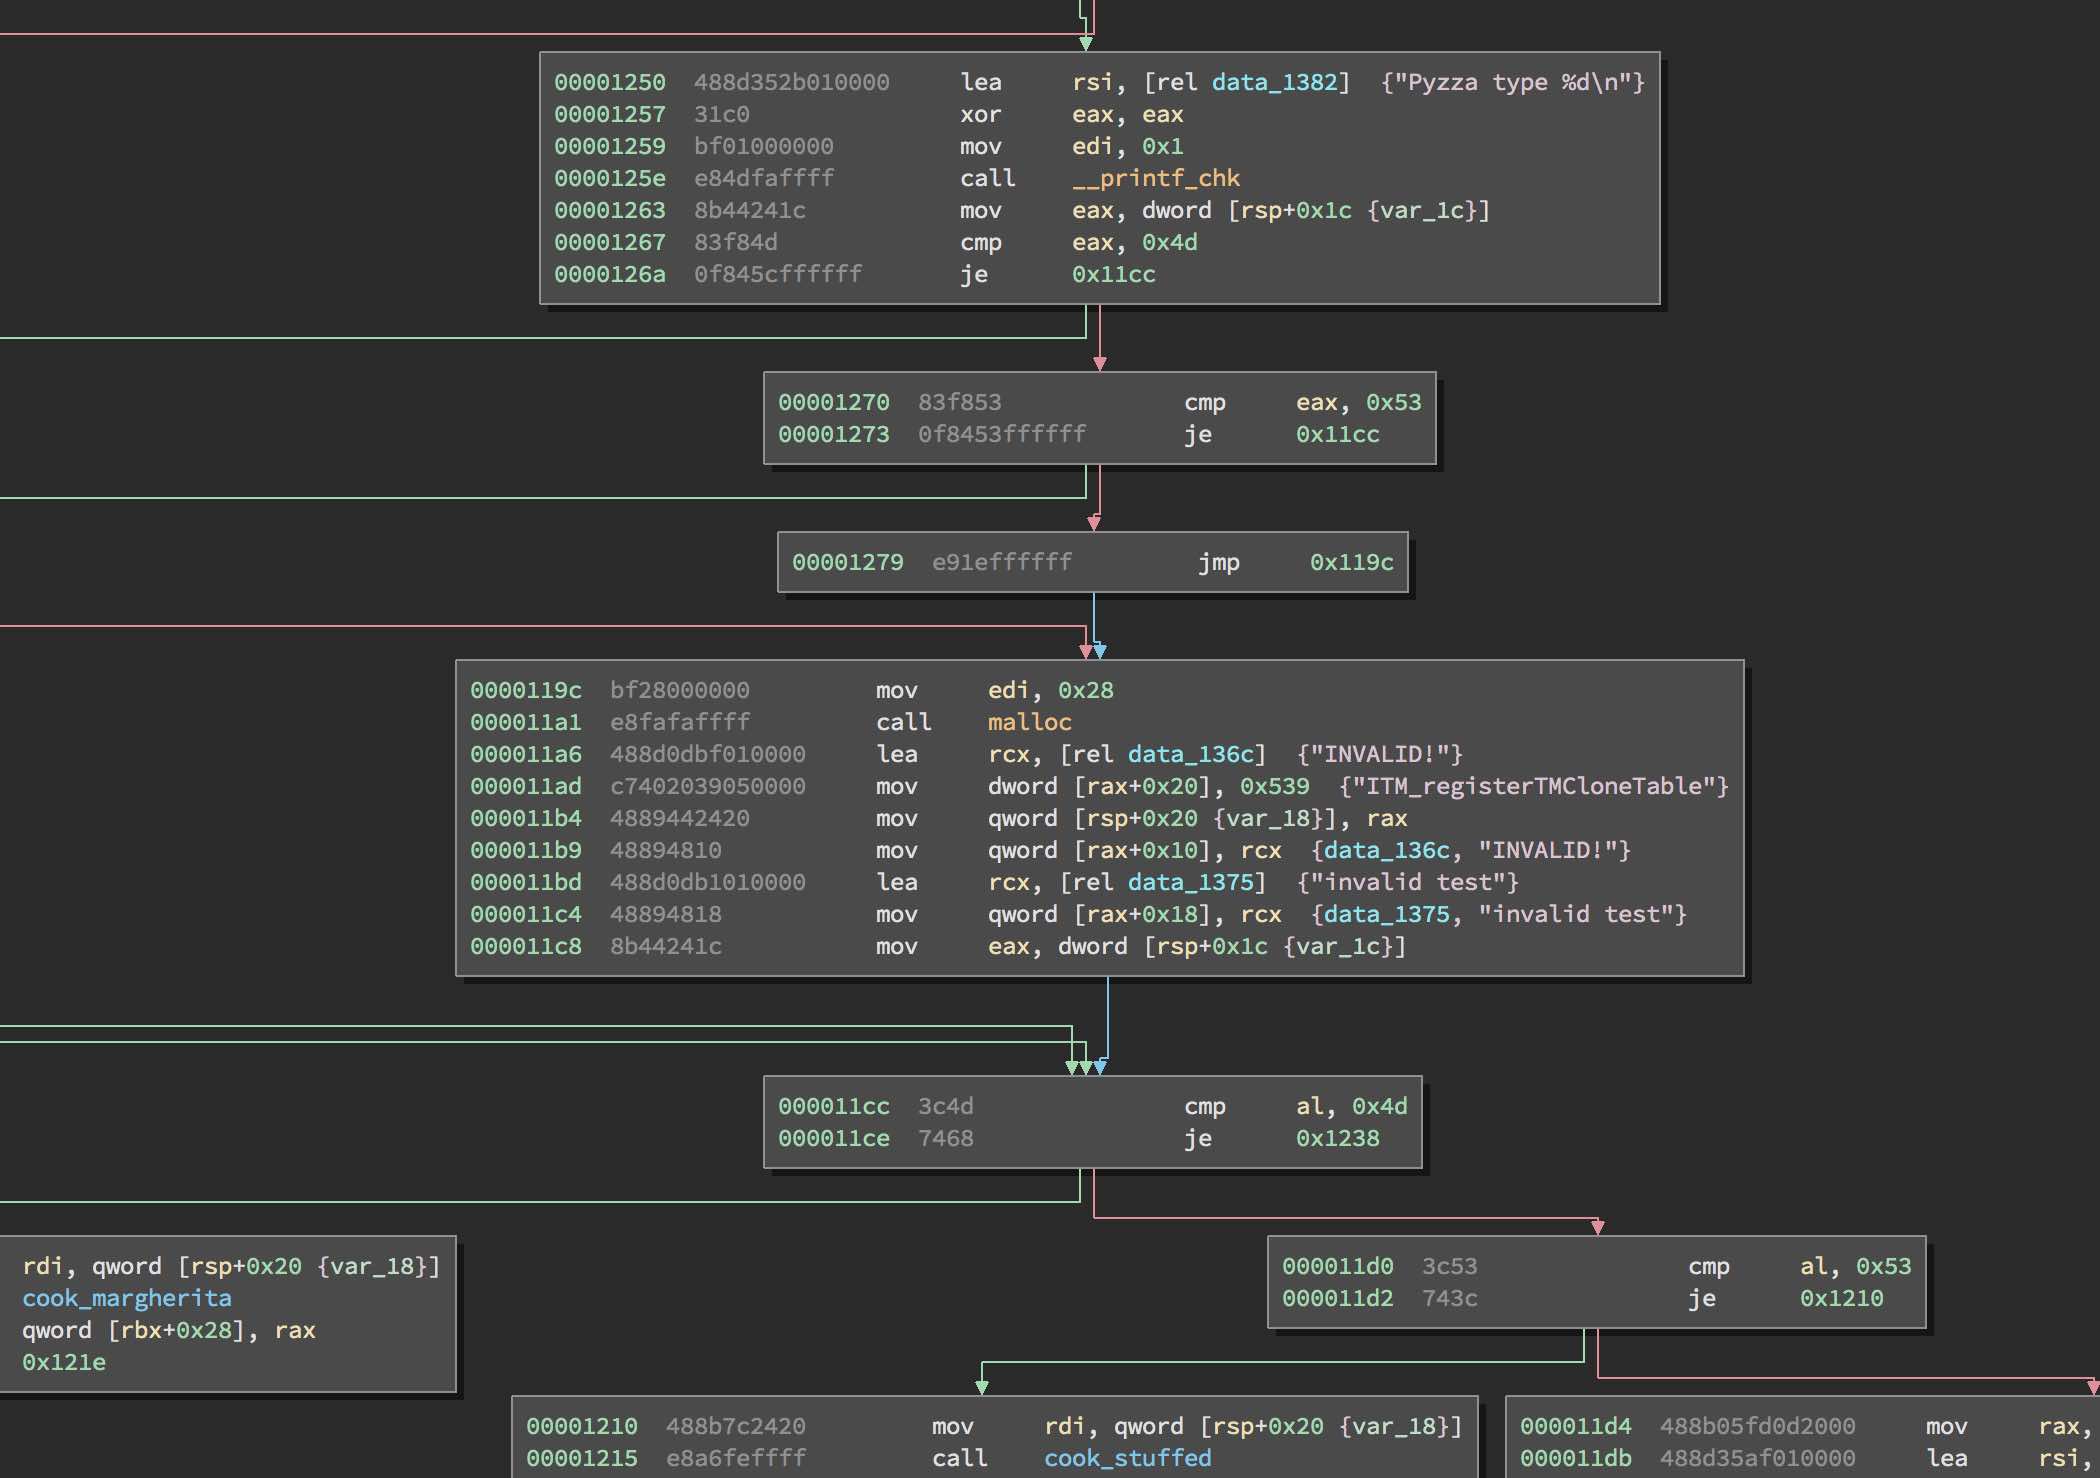 00001250 488d352b010000 lea rsi, [rel data_1382] {"Pyzza type %d\n"}
00001257 31c0 xor eax, eax
00001259 bf01000000 mov edi, 0x1
0000125e e84dfaffff call __printf_chk
00001263 8b44241c mov eax, dword [rsp+0x1c {var_1c}]
00001267 83f84d cmp eax, 0x4d
0000126a 0f845cffffff je 0x11cc
00001270 83f853 cmp eax, 0x53
00001273 0f8453ffffff je 0x11cc
00001279 e91effffff jmp 0x119c
0000119c bf28000000 mov edi, 0x28
000011a1 e8fafaffff call malloc
000011a6 488d0dbf010000 lea rcx, [rel data_136c] {"INVALID!"}
000011ad c7402039050000 mov dword [rax+0x20], 0x539 {"ITM_registerTMCloneTable"}
000011b4 4889442420 mov qword [rsp+0x20 {var_18}], rax
000011b9 48894810 mov qword [rax+0x10], rcx {data_136c, "INVALID!"}
000011bd 488d0db1010000 lea rcx, [rel data_1375] {"invalid test"}
000011c4 48894818 mov qword [rax+0x18], rcx {data_1375, "invalid test"}
000011c8 8b44241c mov eax, dword [rsp+0x1c {var_1c}]
000011cc 3c4d cmp al, 0x4d
000011ce 7468 je 0x1238
rdi, qword [rsp+0x20 {var_18}]
cook_margherita
qword [rbx+0x28], rax
0x121e
000011d0 3c53 cmp al, 0x53
000011d2 743c je 0x1210
00001210 488b7c2420 mov rdi, qword [rsp+0x20 {var_18}]
00001215 e8a6feffff call cook_stuffed
000011d4 488b05fd0d2000 mov rax,
000011db 488d35af010000 lea rsi,